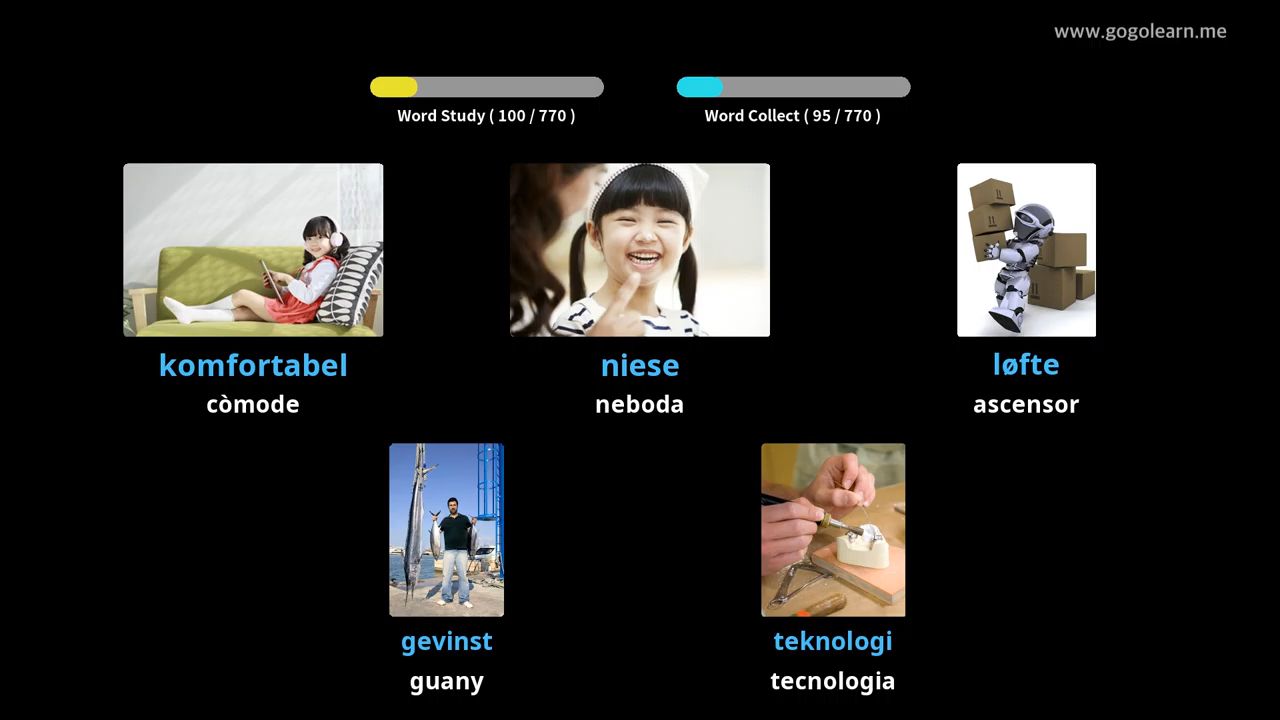 www.gogolearn.me
Word Study ( 100 / 770 )
Word Collect ( 95 / 770 )
komfortabel
còmode
niese
neboda
løfte
ascensor
gevinst
guany
teknologi
tecnologia